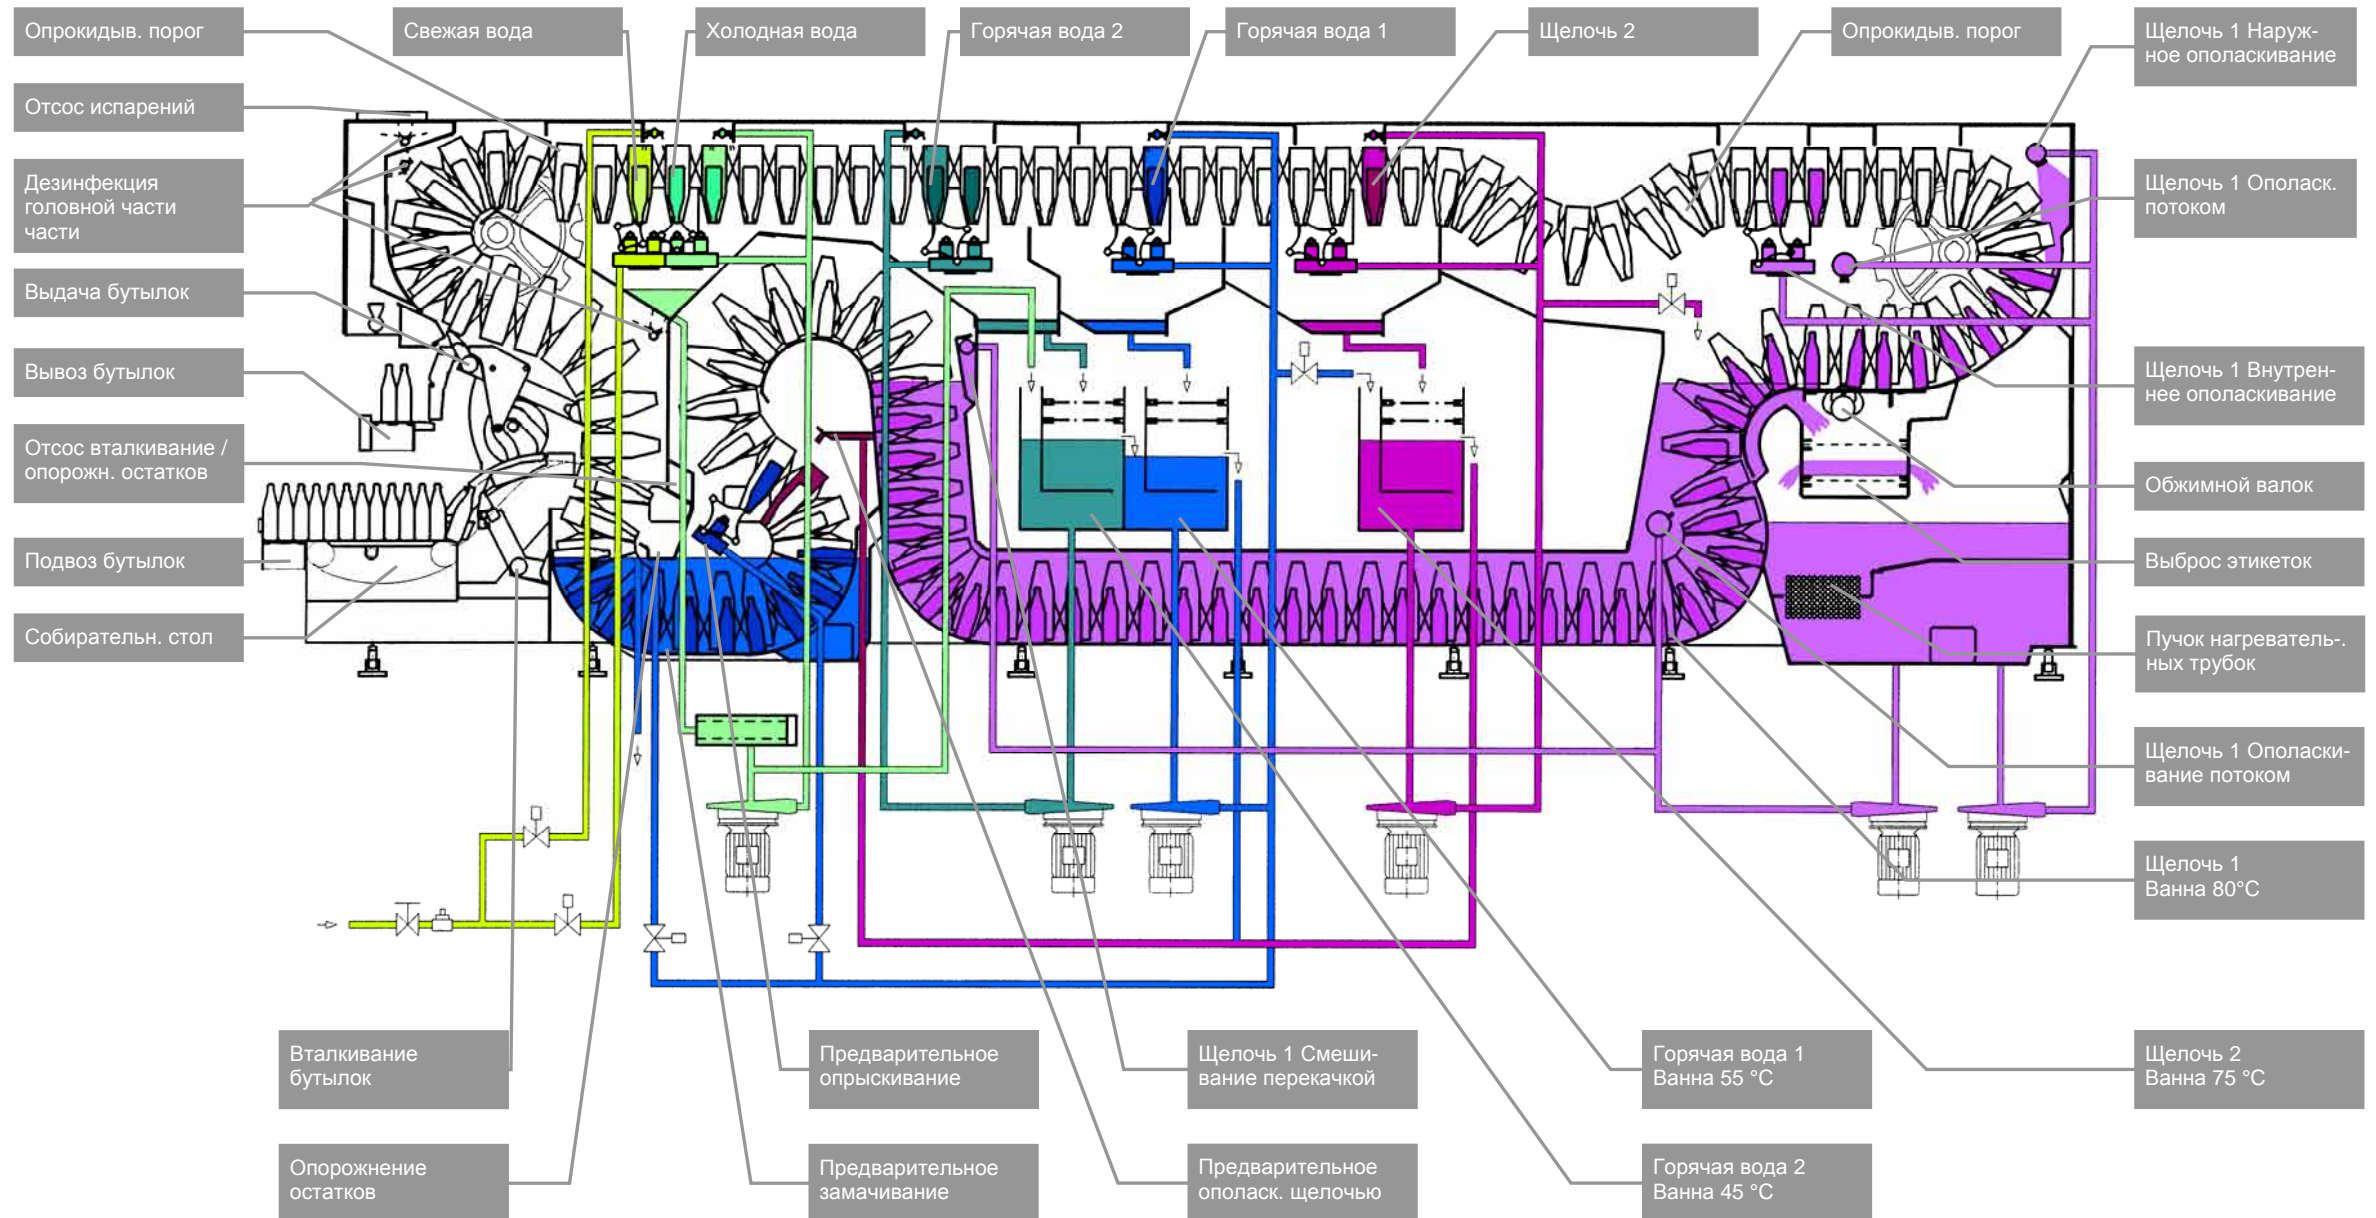 Опрокидыв. порог
Свежая вода
Холодная вода
Горячая вода 2
Горячая вода 1
Щелочь 2
Опрокидыв. порог
Щелочь 1 Наруж-
ное ополаскивание
Отсос испарений
Дезинфекция
головной части
части
Щелочь 1 Ополаск.
потоком
Выдача бутылок
Вывоз бутылок
Щелочь 1 Внутрен-
нее ополаскивание
Отсос вталкивание /
опорожн. остатков
Обжимной валок
Подвоз бутылок
Выброс этикеток
Собирательн. стол
Пучок нагреватель-.
ных трубок
Щелочь 1 Ополаски-
вание потоком
Щелочь 1
Ванна 80°C
Вталкивание
бутылок
Предварительное
опрыскивание
Щелочь 1 Смеши-
вание перекачкой
Горячая вода 1
Ванна 55 °C
Щелочь 2
Ванна 75 °C
Опорожнение
остатков
Предварительное
замачивание
Предварительное
ополаск. щелочью
Горячая вода 2
Ванна 45 °C